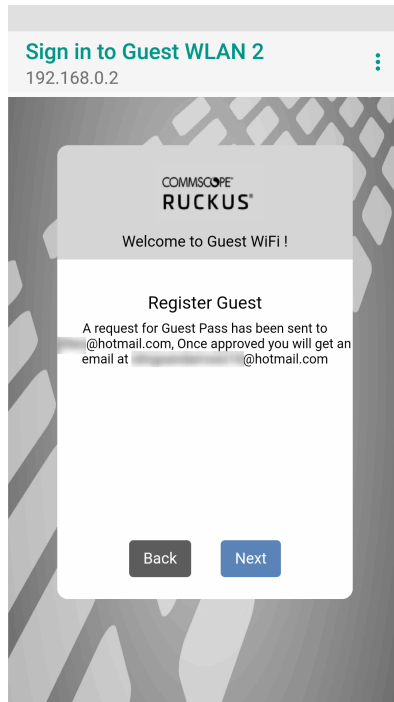 Sign in to Guest WLAN 2
192.168.0.2
COMMSCOPE®
RUCKUS®
Welcome to Guest WiFi !
Register Guest
A request for Guest Pass has been sent to
@hotmail.com, Once approved you will get an
email at @hotmail.com
Back
Next